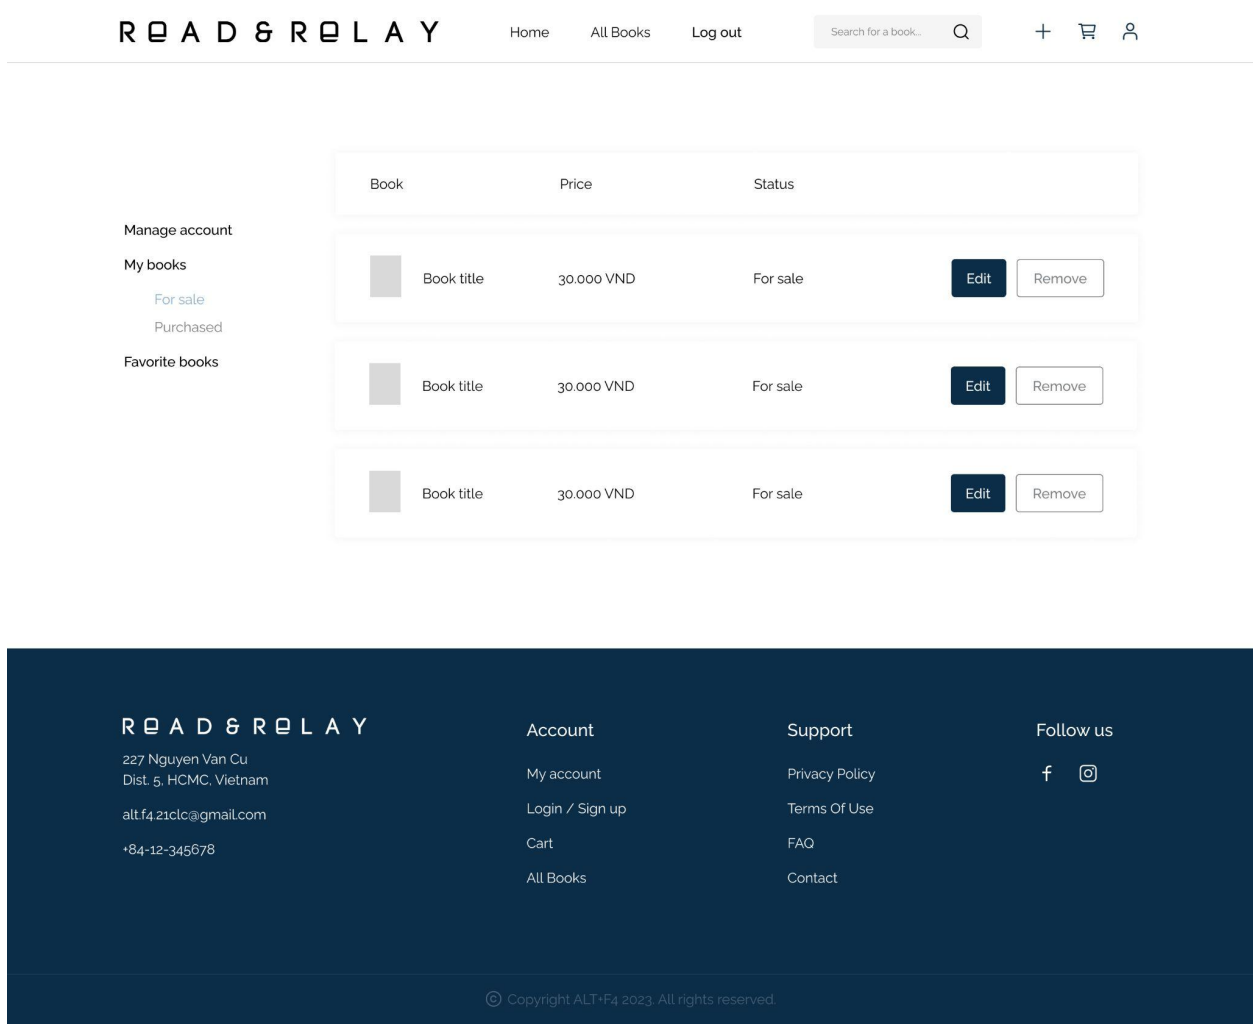 READ & RELAY
Home All Books Log out Search for a book...
Book Price Status
Manage account
My books
For sale
Purchased
Favorite books
Book title 30.000 VND For sale Edit Remove
Book title 30.000 VND For sale Edit Remove
Book title 30.000 VND For sale Edit Remove
READ & RELAY
227 Nguyen Van Cu
Dist. 5, HCMC, Vietnam
alt.f4.21clc@gmail.com
+84-12-345678
Account
My account
Login / Sign up
Cart
All Books
Support
Privacy Policy
Terms Of Use
FAQ
Contact
Follow us
© Copyright ALT+F4 2023. All rights reserved.